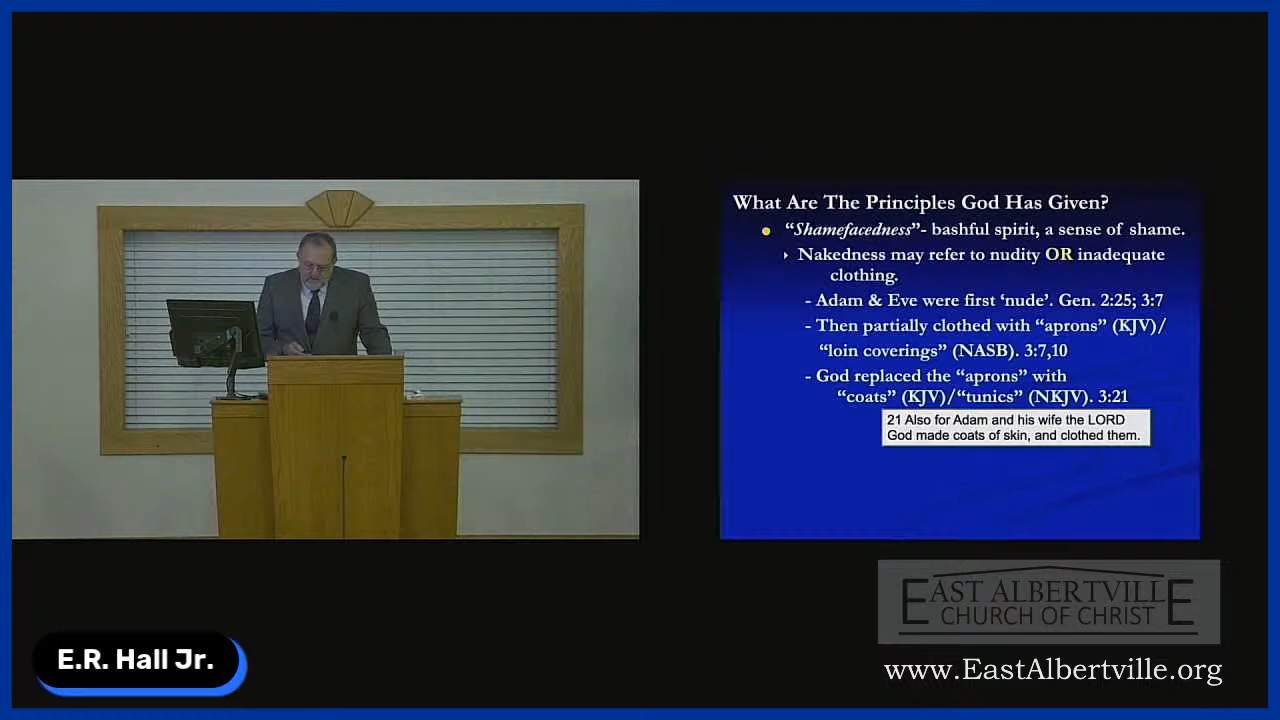 What Are The Principles God Has Given?
“Shamefacedness”- bashful spirit, a sense of shame.
Nakedness may refer to nudity OR inadequate
clothing.
- Adam & Eve were first ‘nude’. Gen. 2:25; 3:7
- Then partially clothed with “aprons” (KJV)/
“loin coverings” (NASB). 3:7,10
- God replaced the “aprons” with
“coats” (KJV)/“tunics” (NKJV). 3:21
21 Also for Adam and his wife the LORD
God made coats of skin, and clothed them.
EAST ALBERTVILLE
CHURCH OF CHRIST
E.R. Hall Jr.
www.EastAlbertville.org